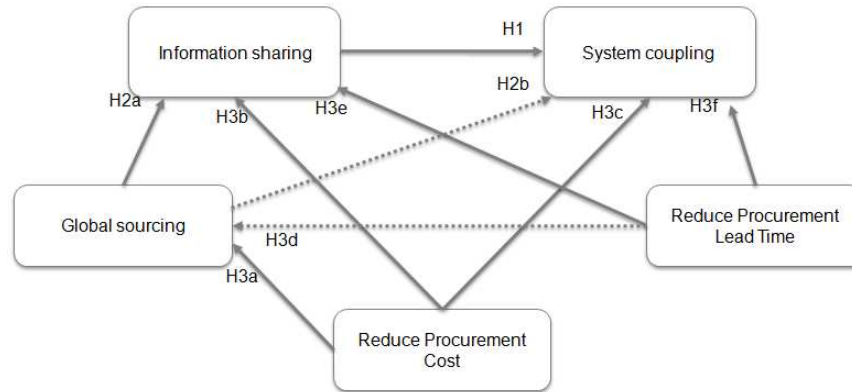 H1
Information sharing
System coupling
H2a
H2b
H3b
H3e
H3c
H3f
Global sourcing
Reduce Procurement
Lead Time
H3d
H3a
Reduce Procurement
Cost